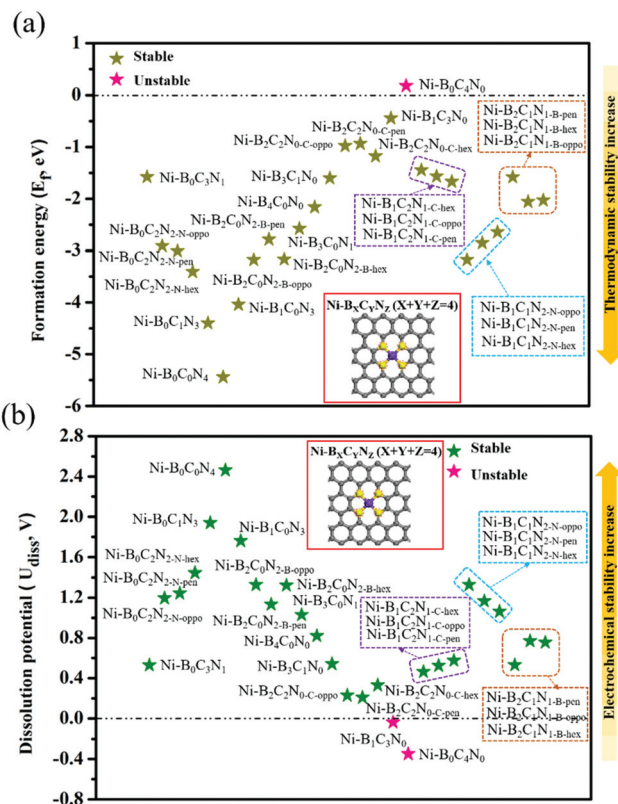 (a)
Stable
Unstable
Ni-B₀C₄N₀
Ni-B₁C₃N₀
Ni-B₂C₂N₀-C-pen
Ni-B₂C₂N₀-C-oppo
Ni-B₂C₂N₀-C-hex
Ni-B₂C₁N₁-B-pen
Ni-B₂C₁N₁-B-hex
Ni-B₂C₁N₁-B-oppo
Ni-B₀C₃N₁
Ni-B₃C₁N₀
Ni-B₄C₀N₀
Ni-B₁C₂N₁-C-hex
Ni-B₁C₂N₁-C-oppo
Ni-B₁C₂N₁-C-pen
Ni-B₀C₂N₂-N-oppo
Ni-B₂C₀N₂-B-pen
Ni-B₃C₀N₁
Ni-B₀C₂N₂-N-pen
Ni-B₀C₂N₂-N-hex
Ni-B₂C₀N₂-B-oppo
Ni-B₂C₀N₂-B-hex
Ni-B₁C₀N₃
Ni-B₀C₁N₃
Ni-B₀C₀N₄
Ni-BₓCᵧN_Z (X+Y+Z=4)
Ni-B₁C₁N₂-N-oppo
Ni-B₁C₁N₂-N-pen
Ni-B₁C₁N₂-N-hex
1
0
-1
-2
-3
-4
-5
-6
Formation energy (E_f, eV)
Thermodynamic stability increase
(b)
Ni-BₓCᵧN_Z (X+Y+Z=4)
Stable
Unstable
Ni-B₀C₀N₄
Ni-B₀C₁N₃
Ni-B₁C₀N₃
Ni-B₁C₁N₂-N-oppo
Ni-B₁C₁N₂-N-pen
Ni-B₁C₁N₂-N-hex
Ni-B₀C₂N₂-N-hex
Ni-B₂C₀N₂-B-oppo
Ni-B₀C₂N₂-N-pen
Ni-B₂C₀N₂-B-hex
Ni-B₃C₀N₁
Ni-B₀C₂N₂-N-oppo
Ni-B₂C₀N₂-B-pen
Ni-B₁C₂N₁-C-hex
Ni-B₁C₂N₁-C-oppo
Ni-B₁C₂N₁-C-pen
Ni-B₄C₀N₀
Ni-B₀C₃N₁
Ni-B₃C₁N₀
Ni-B₂C₂N₀-C-oppo
Ni-B₂C₂N₀-C-hex
Ni-B₂C₂N₀-C-pen
Ni-B₂C₁N₁-B-pen
Ni-B₂C₁N₁-B-oppo
Ni-B₂C₁N₁-B-hex
Ni-B₁C₃N₀
Ni-B₀C₄N₀
2.8
2.4
2.0
1.6
1.2
0.8
0.4
0.0
-0.4
-0.8
Dissolution potential ( U_diss, V)
Electrochemical stability increase